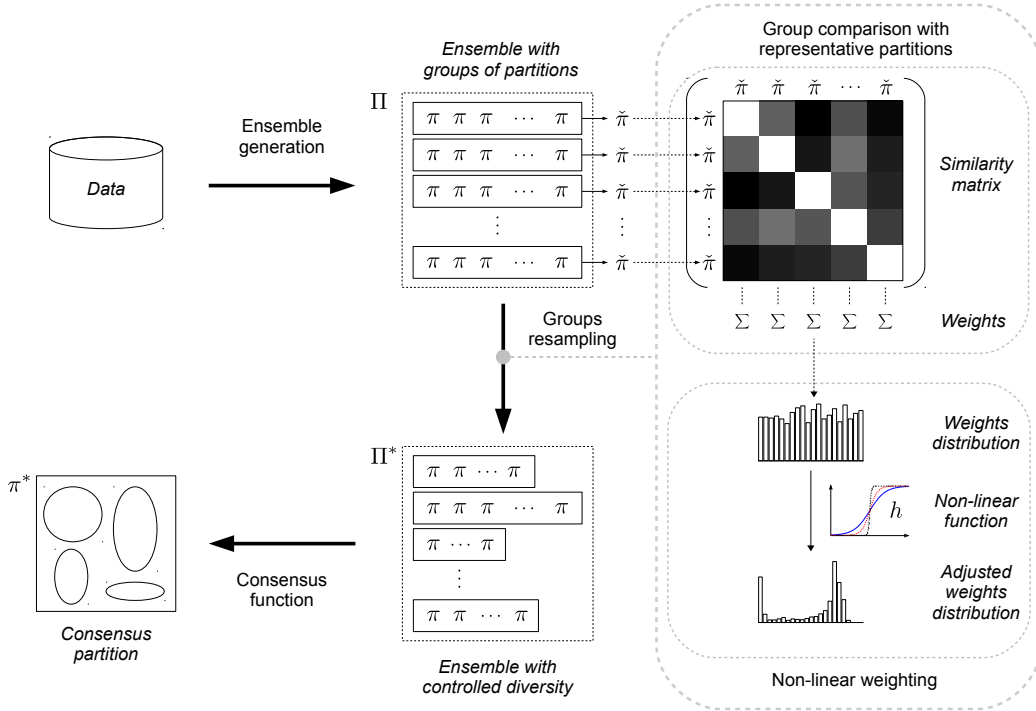 Ensemble with
groups of partitions
Group comparison with
representative partitions
Π
π π π ⋯ π π̌
π π π ⋯ π π̌
π π π ⋯ π π̌
⋮ ⋮
π π π ⋯ π π̌
π̌ π̌ π̌ ⋯ π̌
π̌
π̌
π̌
⋮
π̌
Ensemble
generation
Data
Similarity
matrix
Σ Σ Σ Σ Σ
Weights
Groups
resampling
Weights
distribution
h
Non-linear
function
Adjusted
weights
distribution
Non-linear weighting
Π*
π π ⋯ π
π π π ⋯ π
π ⋯ π
⋮
π π ⋯ π
Ensemble with
controlled diversity
Consensus
function
π*
Consensus
partition